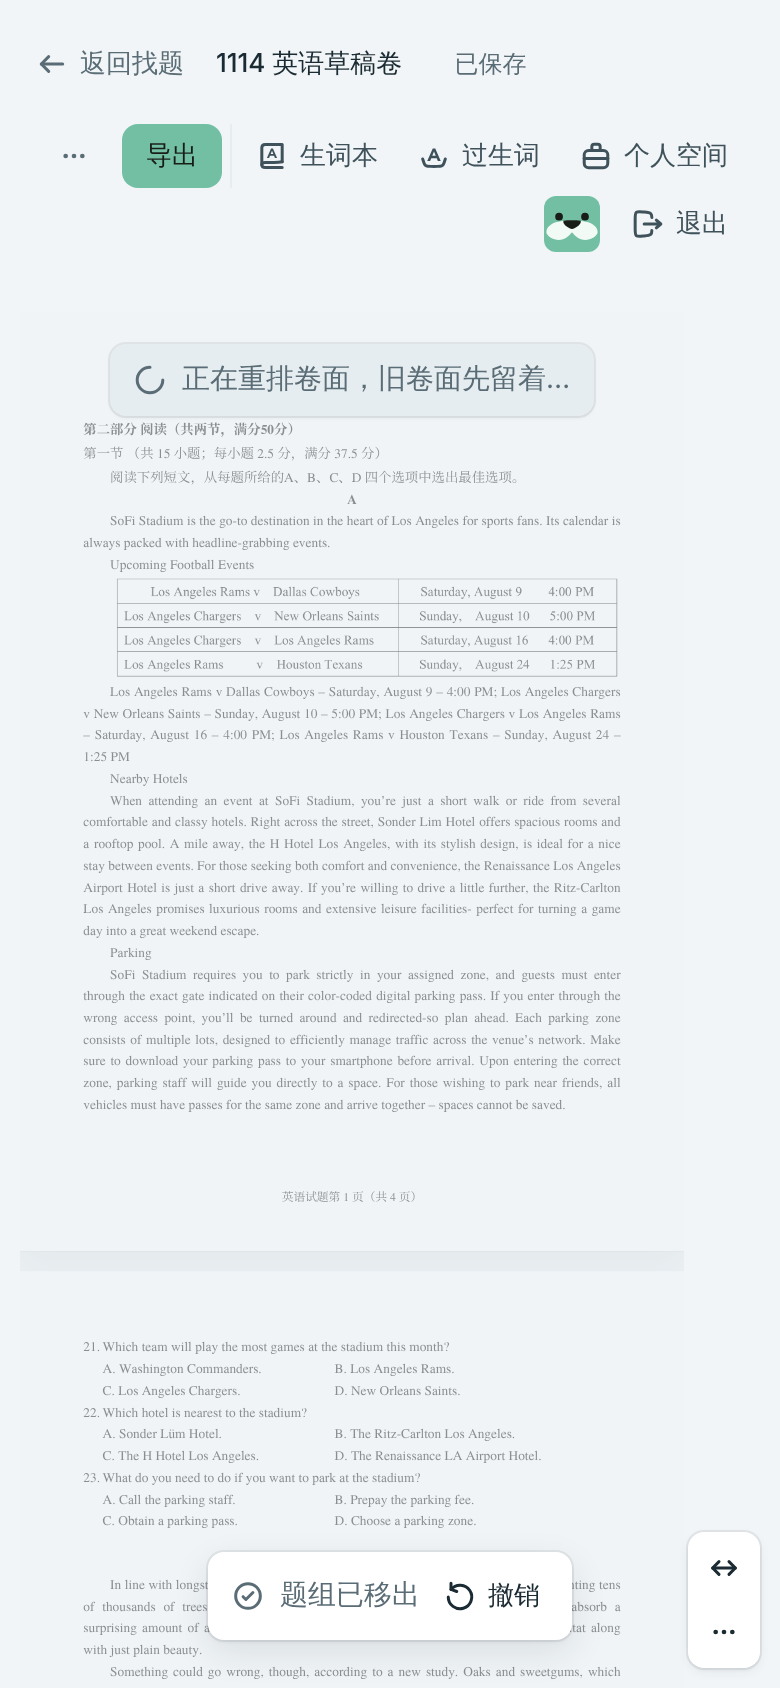 返回找题 1114 英语草稿卷 已保存
导出 生词本 过生词 个人空间
退出
正在重排卷面，旧卷面先留着...
第二部分 阅读（共两节，满分50分）
第一节 （共 15 小题；每小题 2.5 分，满分 37.5 分）
阅读下列短文，从每题所给的A、B、C、D 四个选项中选出最佳选项。
A
SoFi Stadium is the go-to destination in the heart of Los Angeles for sports fans. Its calendar is
always packed with headline-grabbing events.
Upcoming Football Events
Los Angeles Rams v Dallas Cowboys Saturday, August 9 4:00 PM
Los Angeles Chargers v New Orleans Saints Sunday, August 10 5:00 PM
Los Angeles Chargers v Los Angeles Rams Saturday, August 16 4:00 PM
Los Angeles Rams v Houston Texans Sunday, August 24 1:25 PM
Los Angeles Rams v Dallas Cowboys – Saturday, August 9 – 4:00 PM; Los Angeles Chargers
v New Orleans Saints – Sunday, August 10 – 5:00 PM; Los Angeles Chargers v Los Angeles Rams
– Saturday, August 16 – 4:00 PM; Los Angeles Rams v Houston Texans – Sunday, August 24 –
1:25 PM
Nearby Hotels
When attending an event at SoFi Stadium, you’re just a short walk or ride from several
comfortable and classy hotels. Right across the street, Sonder Lim Hotel offers spacious rooms and
a rooftop pool. A mile away, the H Hotel Los Angeles, with its stylish design, is ideal for a nice
stay between events. For those seeking both comfort and convenience, the Renaissance Los Angeles
Airport Hotel is just a short drive away. If you’re willing to drive a little further, the Ritz-Carlton
Los Angeles promises luxurious rooms and extensive leisure facilities- perfect for turning a game
day into a great weekend escape.
Parking
SoFi Stadium requires you to park strictly in your assigned zone, and guests must enter
through the exact gate indicated on their color-coded digital parking pass. If you enter through the
wrong access point, you’ll be turned around and redirected-so plan ahead. Each parking zone
consists of multiple lots, designed to efficiently manage traffic across the venue’s network. Make
sure to download your parking pass to your smartphone before arrival. Upon entering the correct
zone, parking staff will guide you directly to a space. For those wishing to park near friends, all
vehicles must have passes for the same zone and arrive together – spaces cannot be saved.
英语试题第 1 页（共 4 页）
21. Which team will play the most games at the stadium this month?
A. Washington Commanders. B. Los Angeles Rams.
C. Los Angeles Chargers. D. New Orleans Saints.
22. Which hotel is nearest to the stadium?
A. Sonder Lüm Hotel. B. The Ritz-Carlton Los Angeles.
C. The H Hotel Los Angeles. D. The Renaissance LA Airport Hotel.
23. What do you need to do if you want to park at the stadium?
A. Call the parking staff. B. Prepay the parking fee.
C. Obtain a parking pass. D. Choose a parking zone.
In line with longst nting tens
of thousands of trees absorb a
surprising amount of a tat along
with just plain beauty.
题组已移出 撤销
Something could go wrong, though, according to a new study. Oaks and sweetgums, which